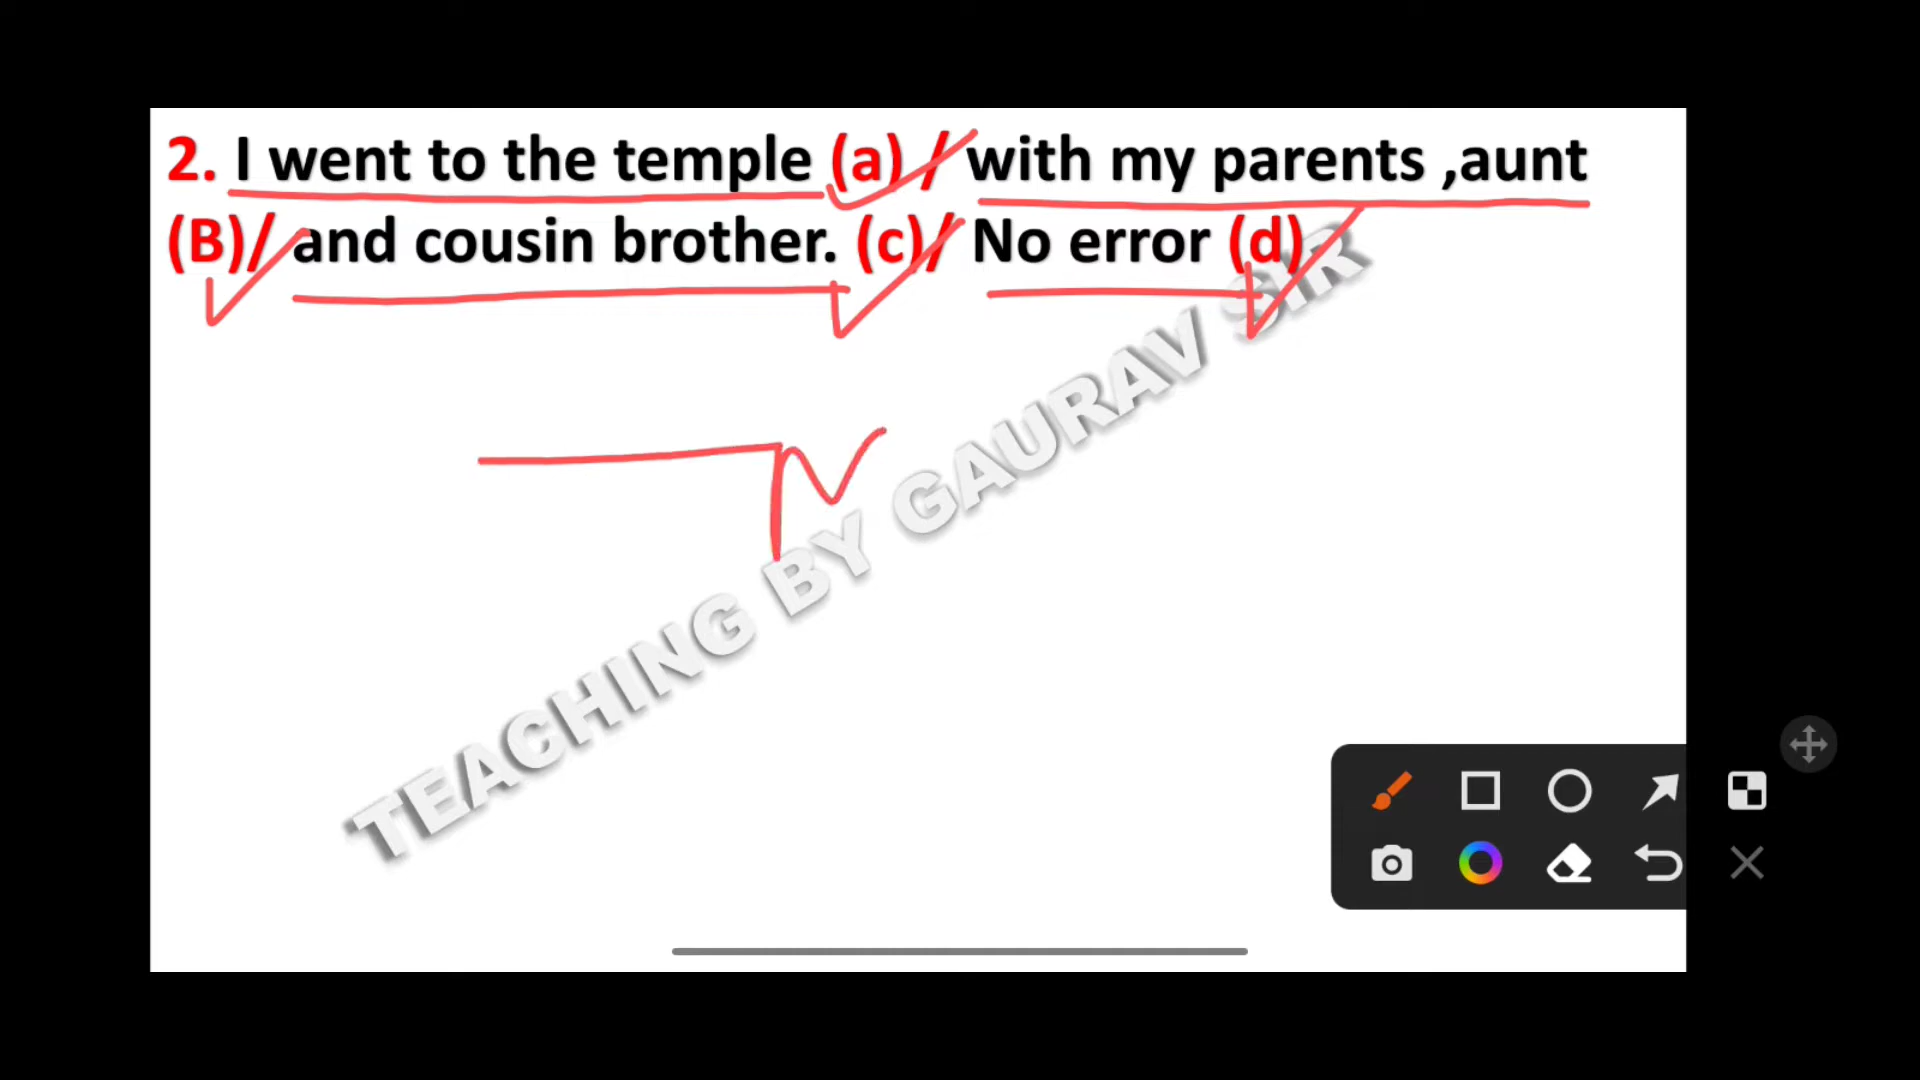 2. I went to the temple (a) / with my parents ,aunt
(B)/ and cousin brother. (c)/ No error (d)
TEACHING BY GAURAV SIR